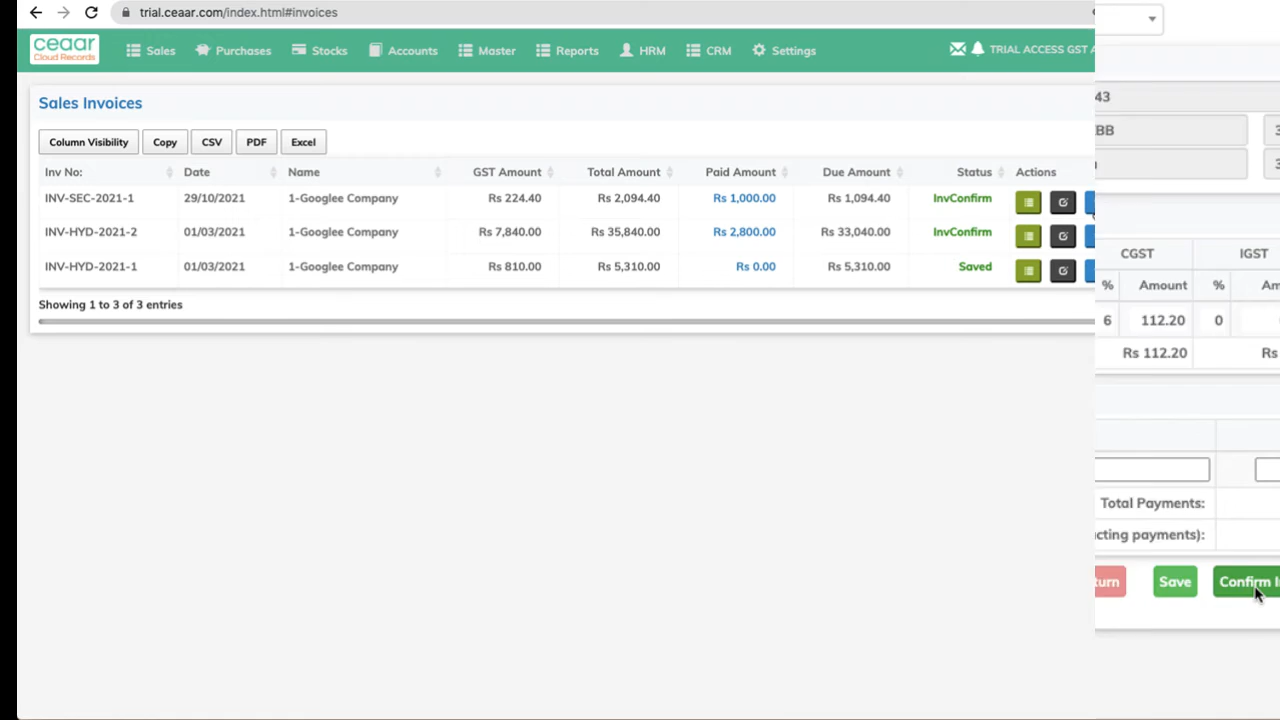 trial.ceaar.com/index.html#invoices
ceaar
Cloud Records
Sales Purchases Stocks Accounts Master Reports HRM CRM Settings TRIAL ACCESS GST
Sales Invoices
Column Visibility Copy CSV PDF Excel
Inv No: Date Name GST Amount Total Amount Paid Amount Due Amount Status Actions
INV-SEC-2021-1 29/10/2021 1-Googlee Company Rs 224.40 Rs 2,094.40 Rs 1,000.00 Rs 1,094.40 InvConfirm
INV-HYD-2021-2 01/03/2021 1-Googlee Company Rs 7,840.00 Rs 35,840.00 Rs 2,800.00 Rs 33,040.00 InvConfirm
INV-HYD-2021-1 01/03/2021 1-Googlee Company Rs 810.00 Rs 5,310.00 Rs 0.00 Rs 5,310.00 Saved
Showing 1 to 3 of 3 entries
43
BB
CGST IGST
% Amount % Am
6 112.20 0
Rs 112.20 Rs
Total Payments:
cting payments):
urn Save Confirm